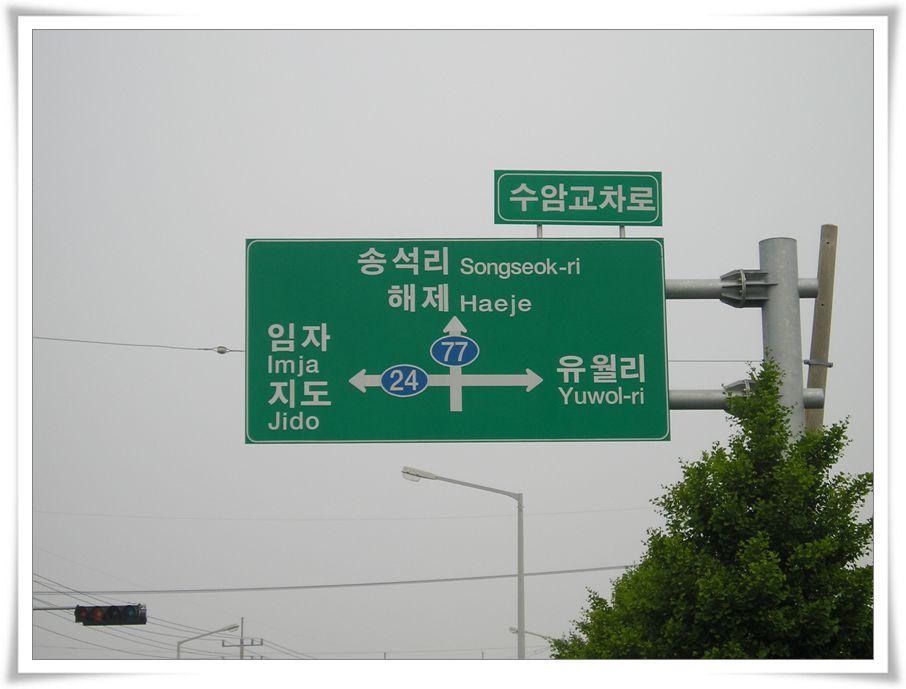 수암교차로
송석리 Songseok-ri
해제 Haeje
77
임자
Imja
지도
Jido
24
유월리
Yuwol-ri